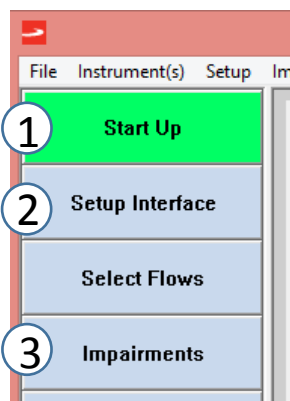 File Instrument(s) Setup Im
1 Start Up
2 Setup Interface
Select Flows
3 Impairments